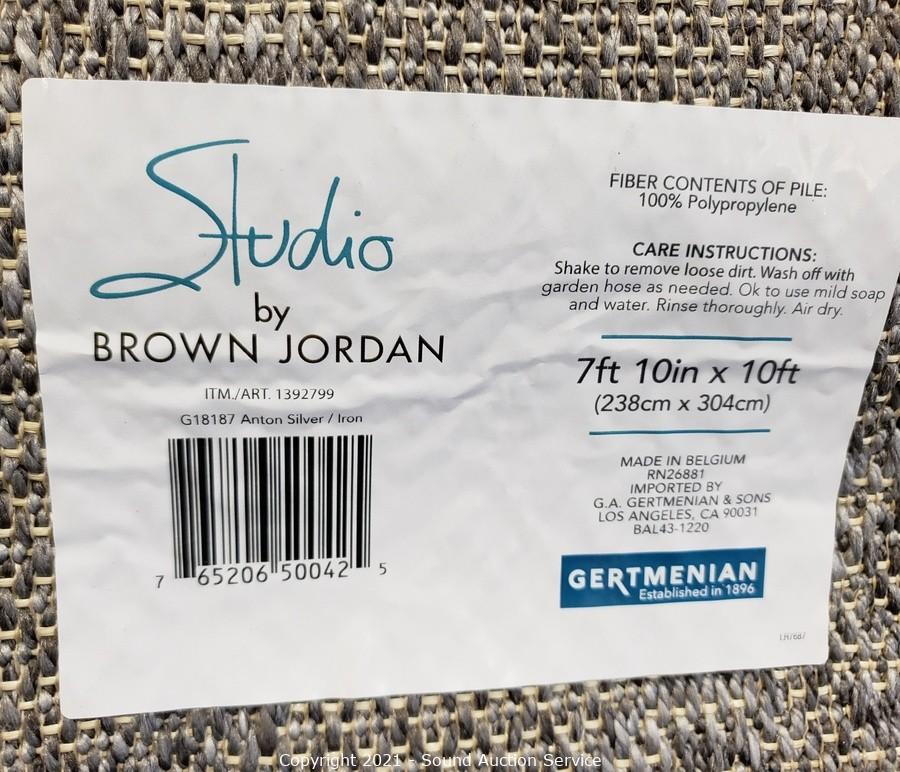 Studio
by
BROWN JORDAN
ITM./ART. 1392799
G18187 Anton Silver / Iron
7 65206 50042 5
FIBER CONTENTS OF PILE:
100% Polypropylene
CARE INSTRUCTIONS:
Shake to remove loose dirt. Wash off with
garden hose as needed. Ok to use mild soap
and water. Rinse thoroughly. Air dry.
7ft 10in x 10ft
(238cm x 304cm)
MADE IN BELGIUM
RN26881
IMPORTED BY
G.A. GERTMENIAN & SONS
LOS ANGELES, CA 90031
BAL43-1220
GERTMENIAN
Established in 1896
Copyright 2021 - Sound Auction Service